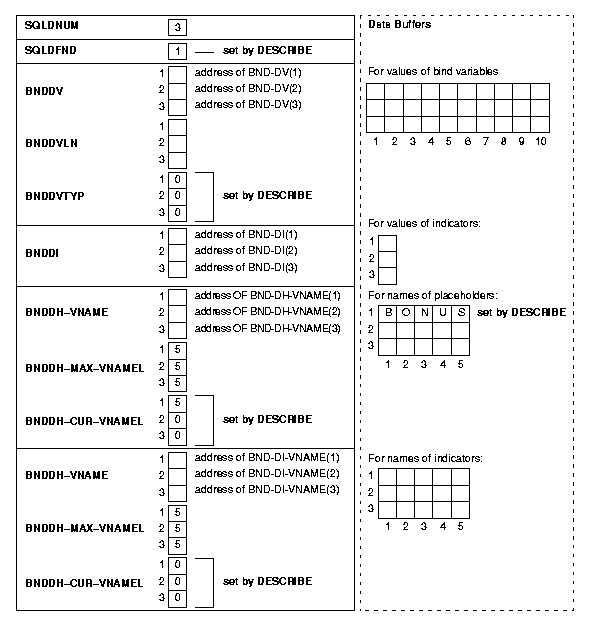 SQLDNUM 3
SQLDFND 1 set by DESCRIBE
BNDDV
1 address of BND-DV(1)
2 address of BND-DV(2)
3 address of BND-DV(3)
BNDDVLN
1
2
3
BNDDVTYP
1 0
2 0 set by DESCRIBE
3 0
BNDDI
1 address of BND-DI(1)
2 address of BND-DI(2)
3 address of BND-DI(3)
BNDDH-VNAME
1 address OF BND-DH-VNAME(1)
2 address OF BND-DH-VNAME(2)
3 address OF BND-DH-VNAME(3)
BNDDH-MAX-VNAMEL
1 5
2 5
3 5
BNDDH-CUR-VNAMEL
1 5
2 0 set by DESCRIBE
3 0
BNDDH-VNAME
1 address of BND-DI-VNAME(1)
2 address of BND-DI-VNAME(2)
3 address of BND-DI-VNAME(3)
BNDDH-MAX-VNAMEL
1 5
2 5
3 5
BNDDH-CUR-VNAMEL
1 0
2 0 set by DESCRIBE
3 0
Data Buffers
For values of bind variables
1 2 3 4 5 6 7 8 9 10
For values of indicators:
1
2
3
For names of placeholders:
1 B O N U S set by DESCRIBE
2
3
1 2 3 4 5
For names of indicators:
1
2
3
1 2 3 4 5